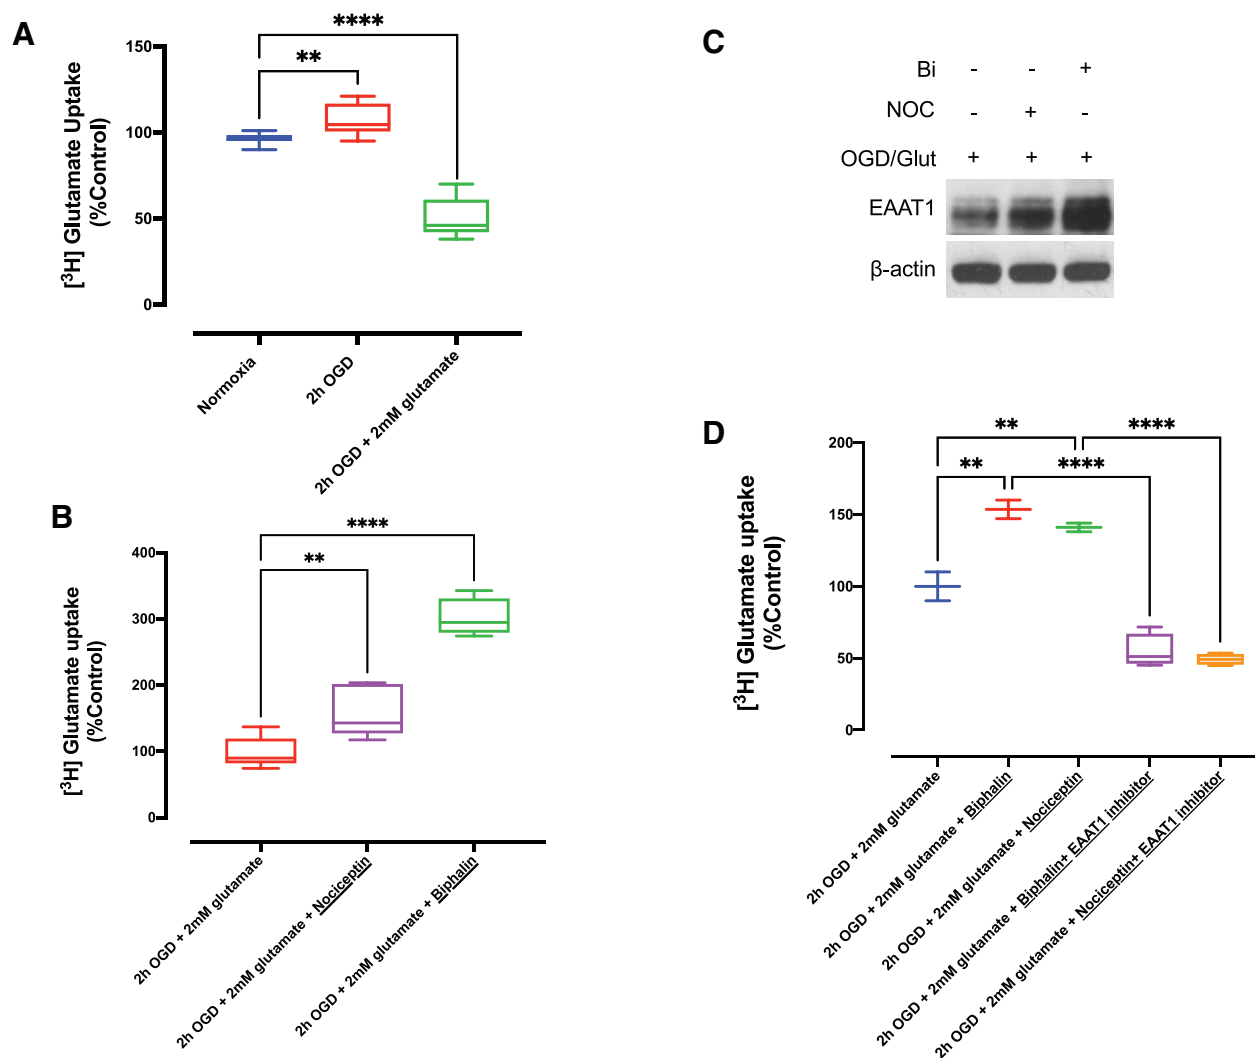 A
[³H] Glutamate Uptake
(%Control)
150
100
50
0
****
**
Normoxia
2h OGD
2h OGD + 2mM glutamate
B
[³H] Glutamate uptake
(%Control)
400
300
200
100
0
****
**
2h OGD + 2mM glutamate
2h OGD + 2mM glutamate + Nociceptin
2h OGD + 2mM glutamate + Biphalin
C
Bi - - +
NOC - + -
OGD/Glut + + +
EAAT1
β-actin
D
[³H] Glutamate uptake
(%Control)
200
150
100
50
0
** ****
** ****
2h OGD + 2mM glutamate
2h OGD + 2mM glutamate + Biphalin
2h OGD + 2mM glutamate + Nociceptin
2h OGD + 2mM glutamate + Biphalin+ EAAT1 inhibitor
2h OGD + 2mM glutamate + Nociceptin+ EAAT1 inhibitor